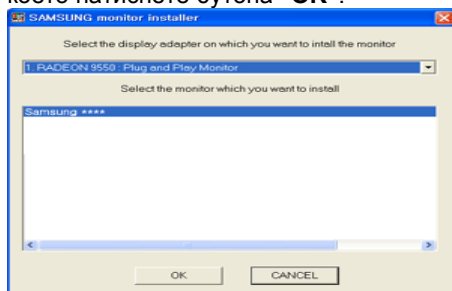 което натиснете бутона "OK".
SAMSUNG monitor installer
Select the display adapter on which you want to intall the monitor
1. RADEON 9550 : Plug and Play Monitor
Select the monitor which you want to install
Samsung ****
OK CANCEL